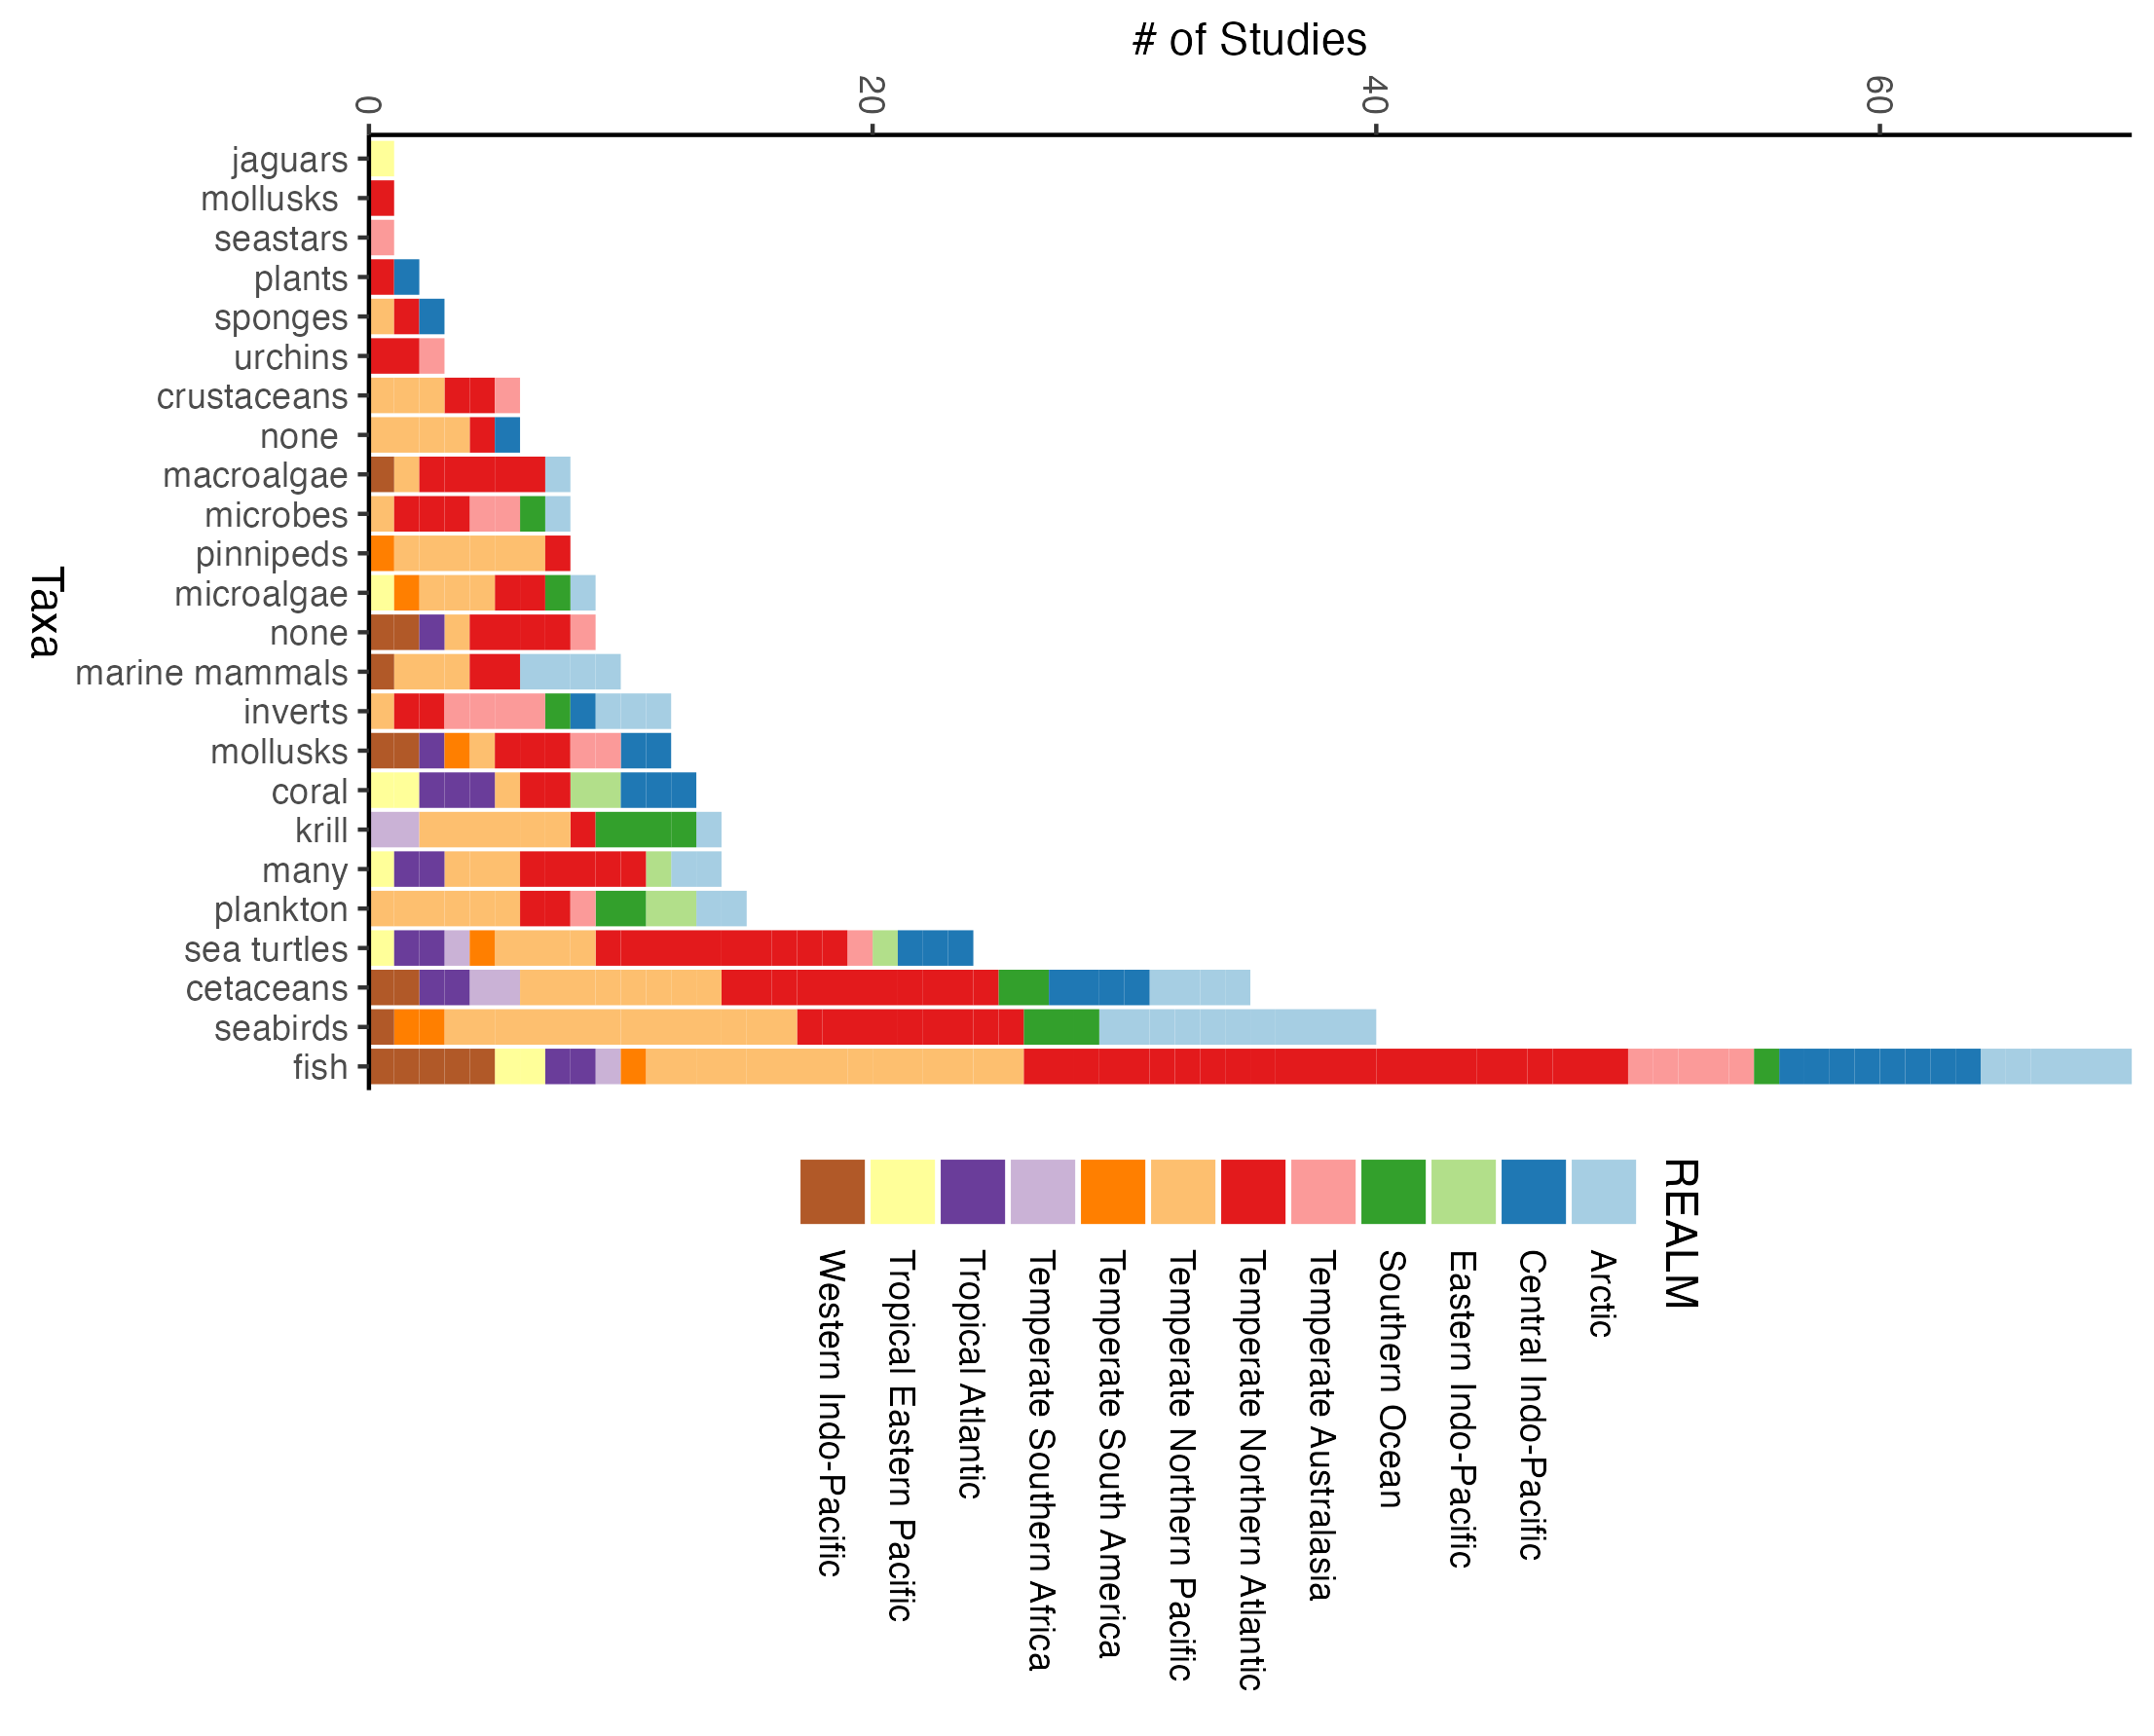 # of Studies
0
20
40
60
jaguars
mollusks
seastars
plants
sponges
urchins
crustaceans
none
macroalgae
microbes
pinnipeds
microalgae
none
marine mammals
inverts
mollusks
coral
krill
many
plankton
sea turtles
cetaceans
seabirds
fish
Taxa
REALM
Arctic
Central Indo-Pacific
Eastern Indo-Pacific
Southern Ocean
Temperate Australasia
Temperate Northern Atlantic
Temperate Northern Pacific
Temperate South America
Temperate Southern Africa
Tropical Atlantic
Tropical Eastern Pacific
Western Indo-Pacific